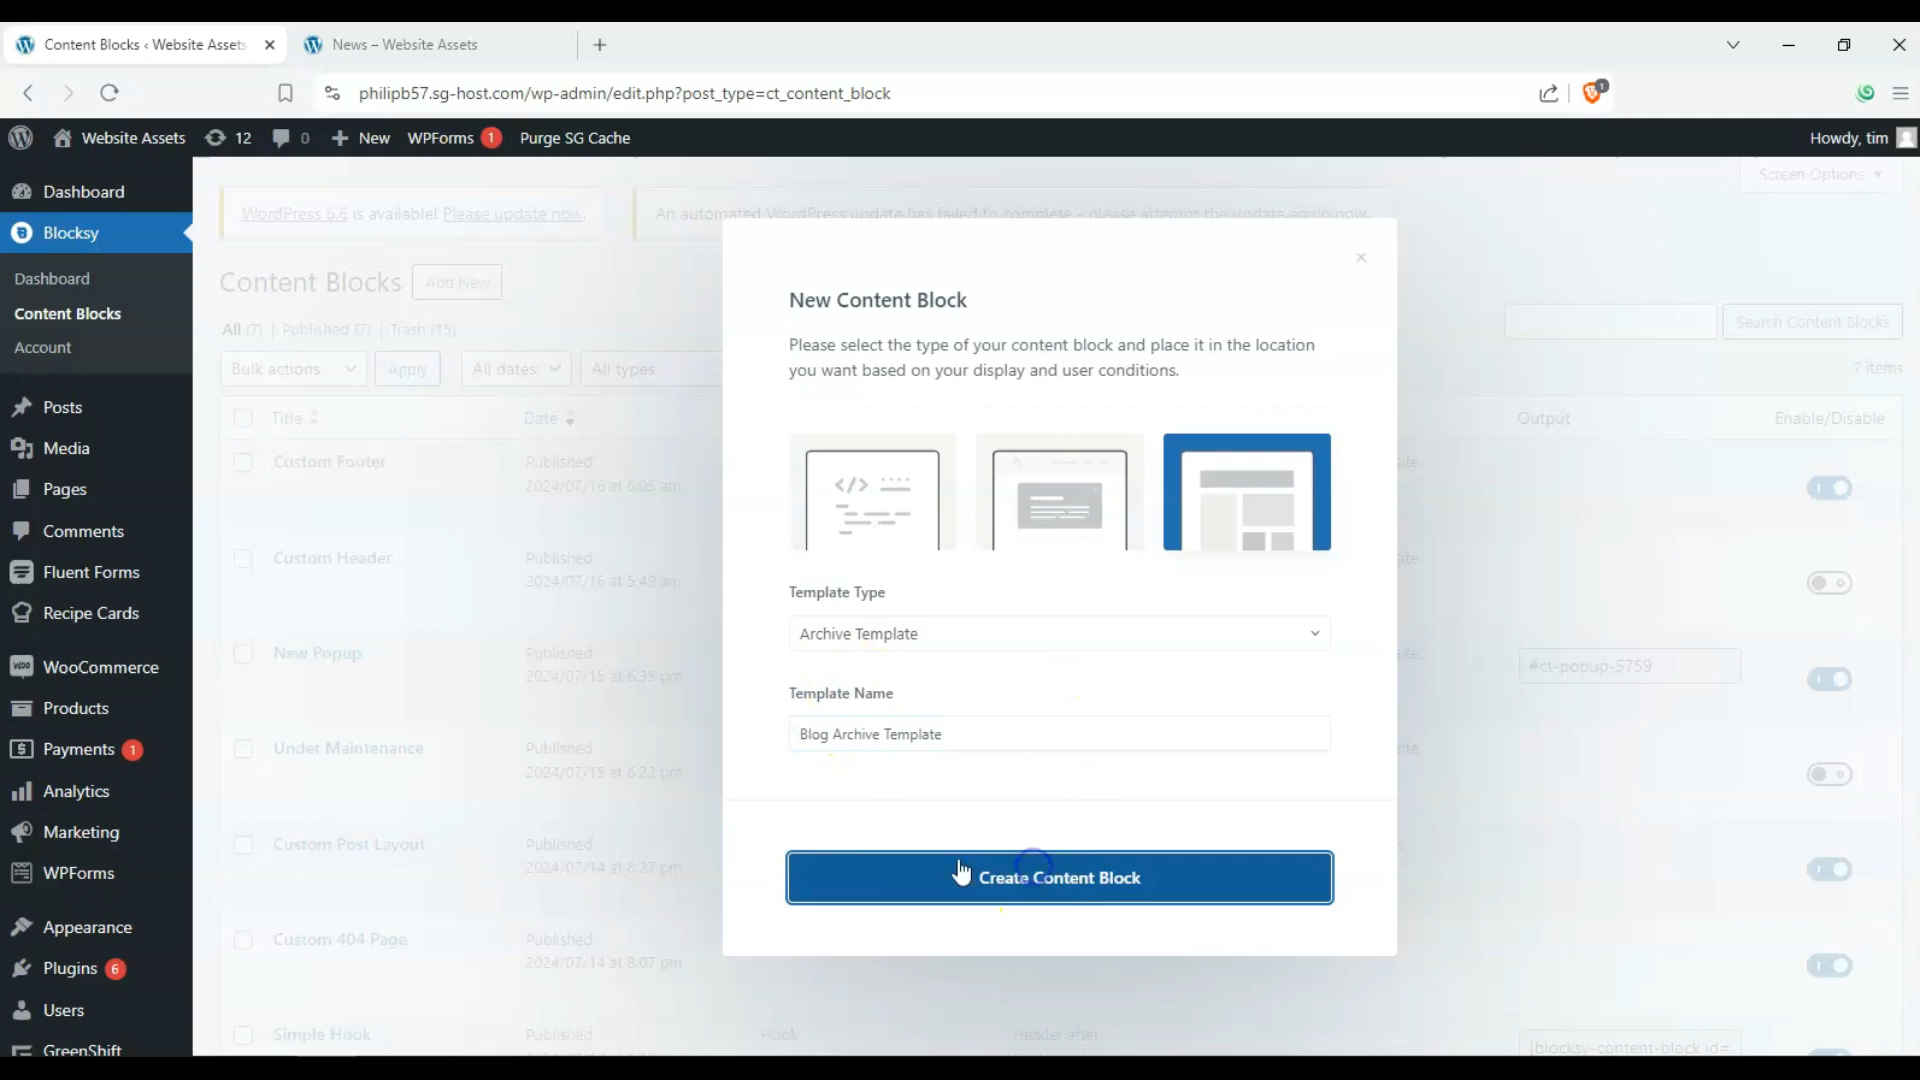 Content Blocks ‹ Website Assets
News – Website Assets
philipb57.sg-host.com/wp-admin/edit.php?post_type=ct_content_block
1
Website Assets
12
0
New
WPForms 1
Purge SG Cache
Howdy, tim
Dashboard
Blocksy
Dashboard
Content Blocks
Account
Posts
Media
Pages
Comments
Fluent Forms
Recipe Cards
WooCommerce
Products
Payments 1
Analytics
Marketing
WPForms
Appearance
Plugins 6
Users
GreenShift
Screen Options
WordPress 6.6 is available! Please update now.
An automated WordPress update has failed to complete - please attempt the update again now.
Content Blocks
Add New
All (7) | Published (7) | Trash (15)
Search Content Blocks
Bulk actions
Apply
All dates
All types
7 items
Title
Date
Output
Enable/Disable
Custom Footer
Published
2024/07/16 at 6:05 am
Custom Header
Published
2024/07/16 at 5:49 am
New Popup
Published
2024/07/15 at 6:35 pm
#ct-popup-5759
Under Maintenance
Published
2024/07/15 at 6:22 pm
Custom Post Layout
Published
2024/07/14 at 8:27 pm
Custom 404 Page
Published
2024/07/14 at 8:07 pm
Simple Hook
Published
Hook
Header after
[blocksy-content-block id=
New Content Block
Please select the type of your content block and place it in the location
you want based on your display and user conditions.
Template Type
Archive Template
Template Name
Blog Archive Template
Create Content Block